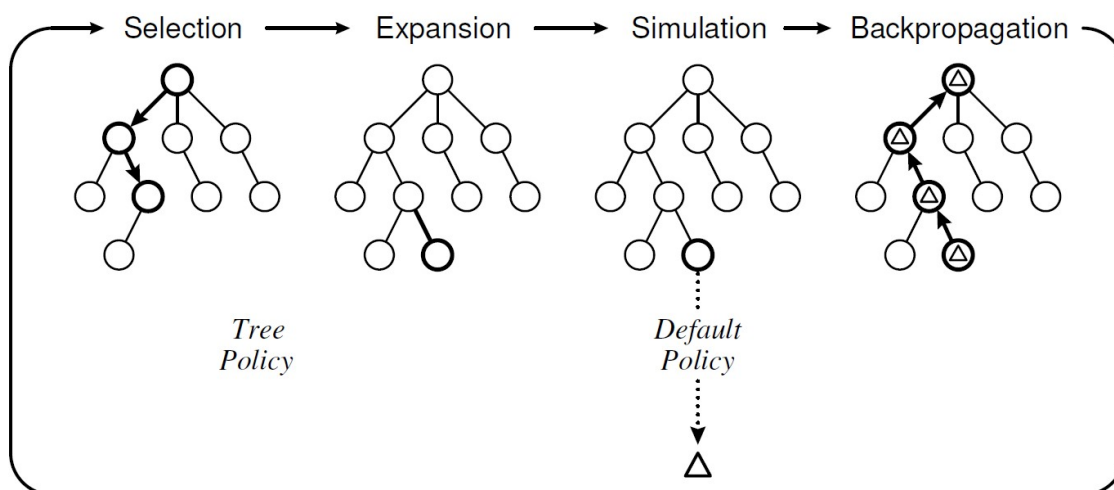 Selection
Expansion
Simulation
Backpropagation
Tree
Policy
Default
Policy